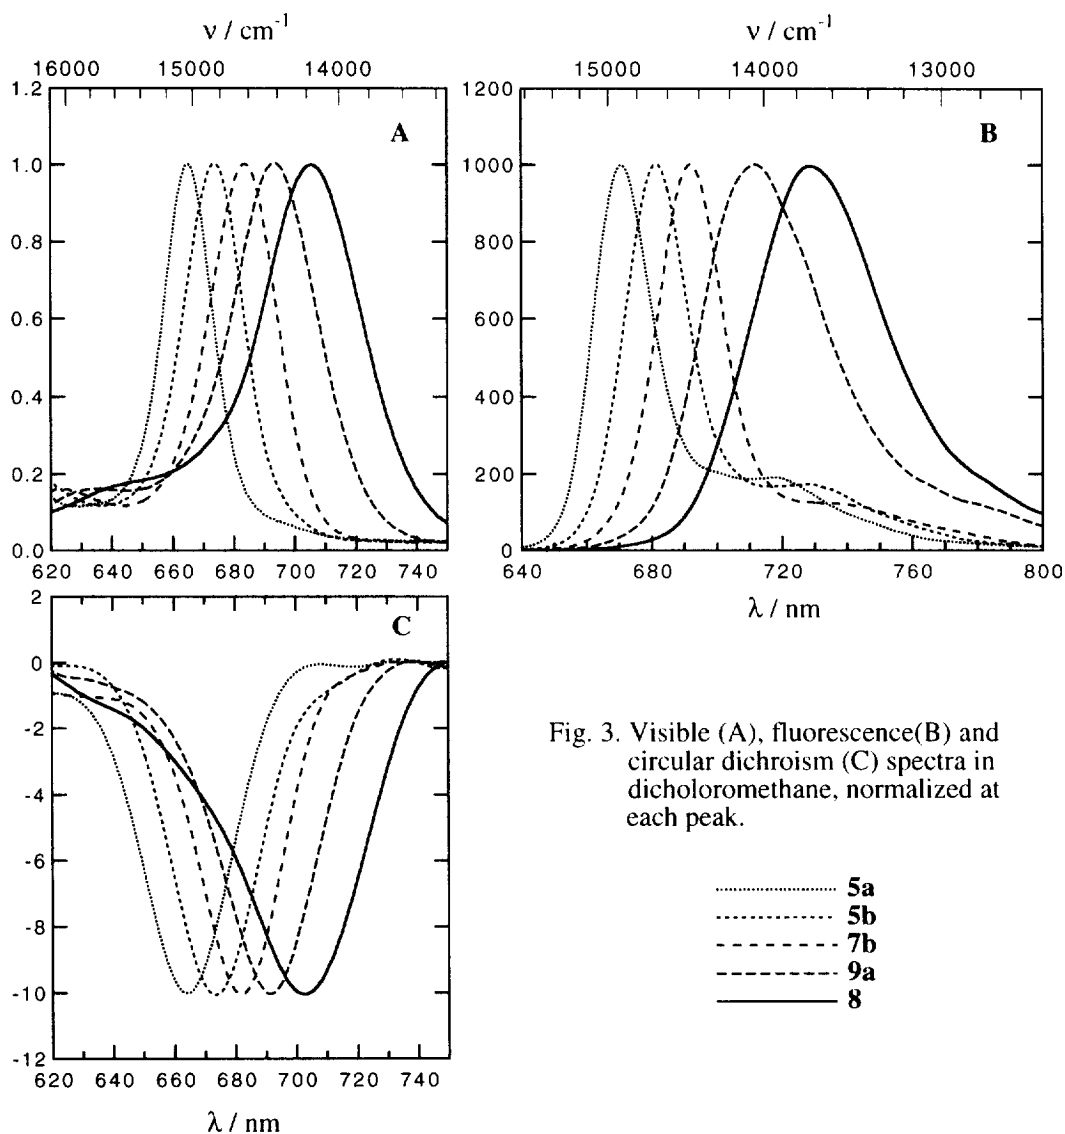 ν / cm⁻¹
ν / cm⁻¹
16000 15000 14000
15000 14000 13000
A
B
1.2
1.0
0.8
0.6
0.4
0.2
0.0
1200
1000
800
600
400
200
0
620 640 660 680 700 720 740
640 680 720 760 800
λ / nm
C
2
0
-2
-4
-6
-8
-10
-12
620 640 660 680 700 720 740
λ / nm
Fig. 3. Visible (A), fluorescence(B) and
circular dichroism (C) spectra in
dicholoromethane, normalized at
each peak.
5a
5b
7b
9a
8